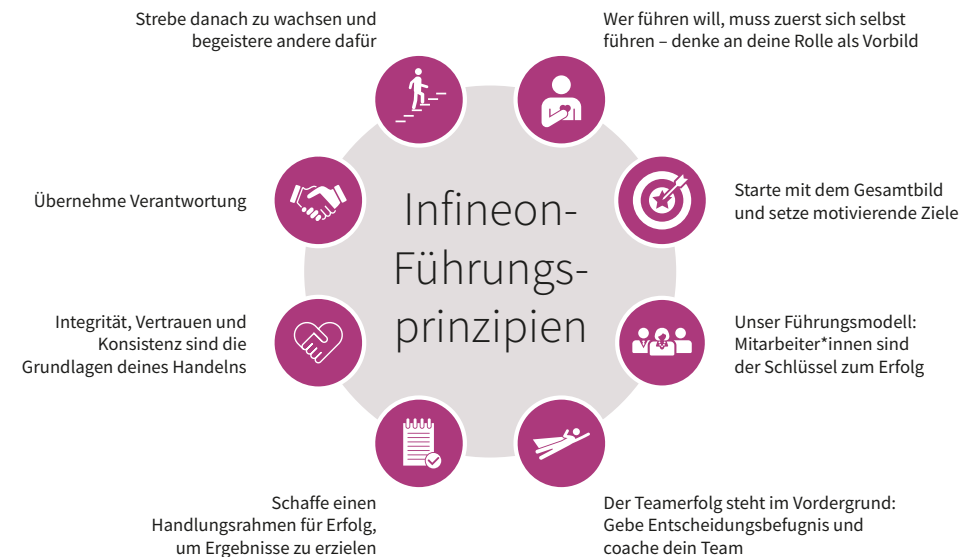 Strebe danach zu wachsen und
begeistere andere dafür
Wer führen will, muss zuerst sich selbst
führen – denke an deine Rolle als Vorbild
Übernehme Verantwortung
Starte mit dem Gesamtbild
und setze motivierende Ziele
Infineon-
Führungs-
prinzipien
Integrität, Vertrauen und
Konsistenz sind die
Grundlagen deines Handelns
Unser Führungsmodell:
Mitarbeiter*innen sind
der Schlüssel zum Erfolg
Schaffe einen
Handlungsrahmen für Erfolg,
um Ergebnisse zu erzielen
Der Teamerfolg steht im Vordergrund:
Gebe Entscheidungsbefugnis und
coache dein Team